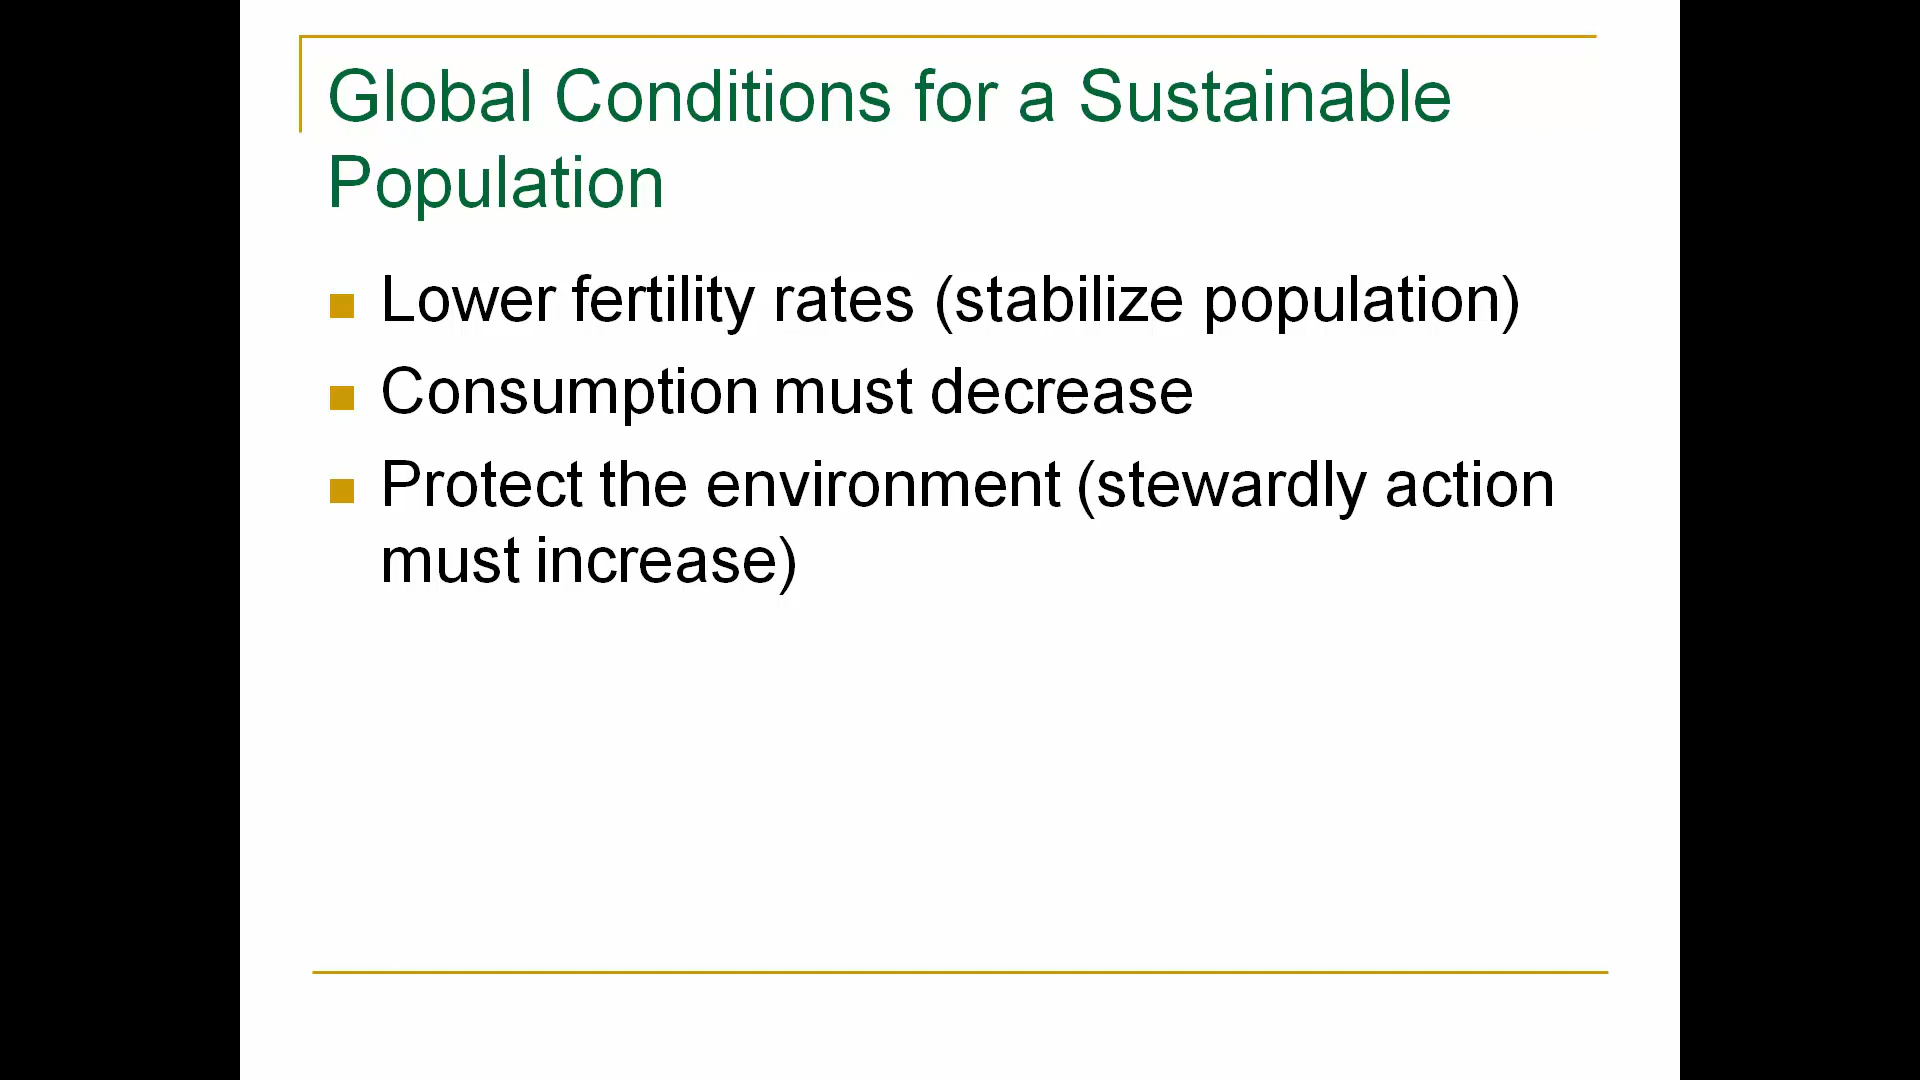 Global Conditions for a Sustainable
Population
Lower fertility rates (stabilize population)
Consumption must decrease
Protect the environment (stewardly action
must increase)